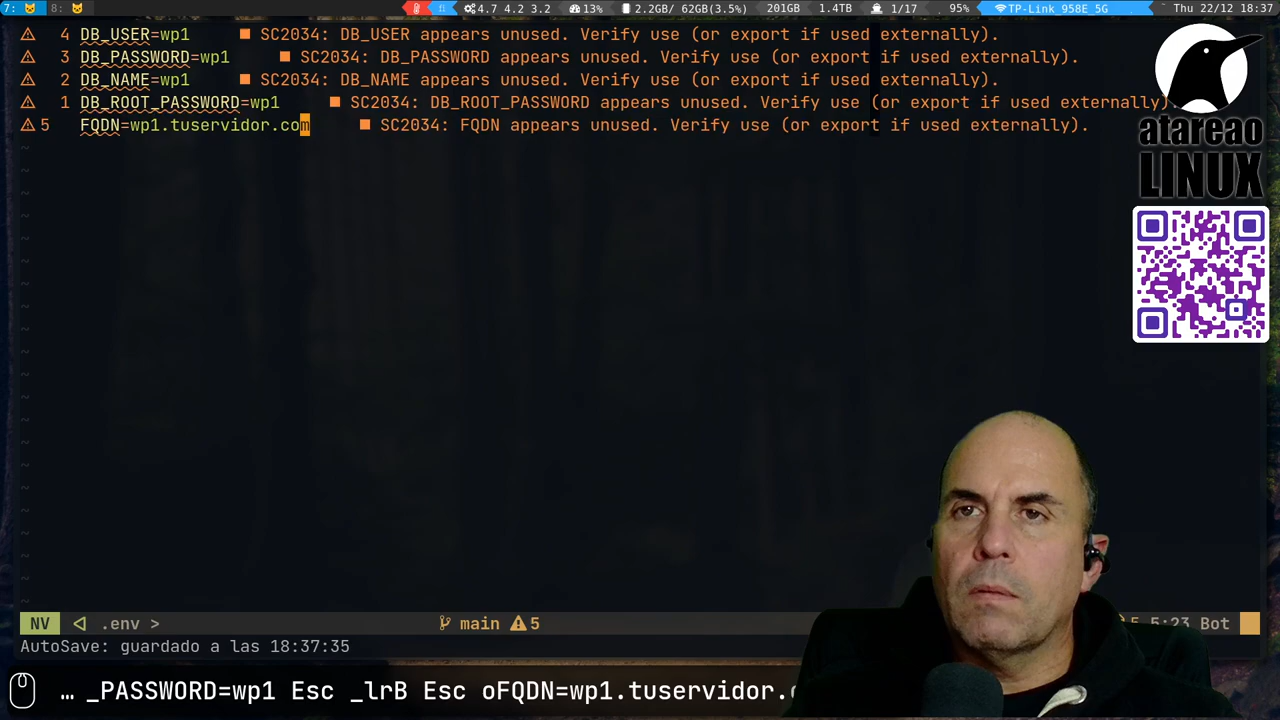 7: 8: 4.7 4.2 3.2 13% 2.2GB/ 62GB(3.5%) 201GB 1.4TB 1/17 95% TP-Link_958E_5G Thu 22/12 18:37
4 DB_USER=wp1 ■ SC2034: DB_USER appears unused. Verify use (or export if used externally).
3 DB_PASSWORD=wp1 ■ SC2034: DB_PASSWORD appears unused. Verify use (or export if used externally).
2 DB_NAME=wp1 ■ SC2034: DB_NAME appears unused. Verify use (or export if used externally).
1 DB_ROOT_PASSWORD=wp1 ■ SC2034: DB_ROOT_PASSWORD appears unused. Verify use (or export if used externally)
5 FQDN=wp1.tuservidor.com ■ SC2034: FQDN appears unused. Verify use (or export if used externally).
atareao
LINUX
NV .env > main 5 5:23 Bot
AutoSave: guardado a las 18:37:35
… _PASSWORD=wp1 Esc _lrB Esc oFQDN=wp1.tuservidor.